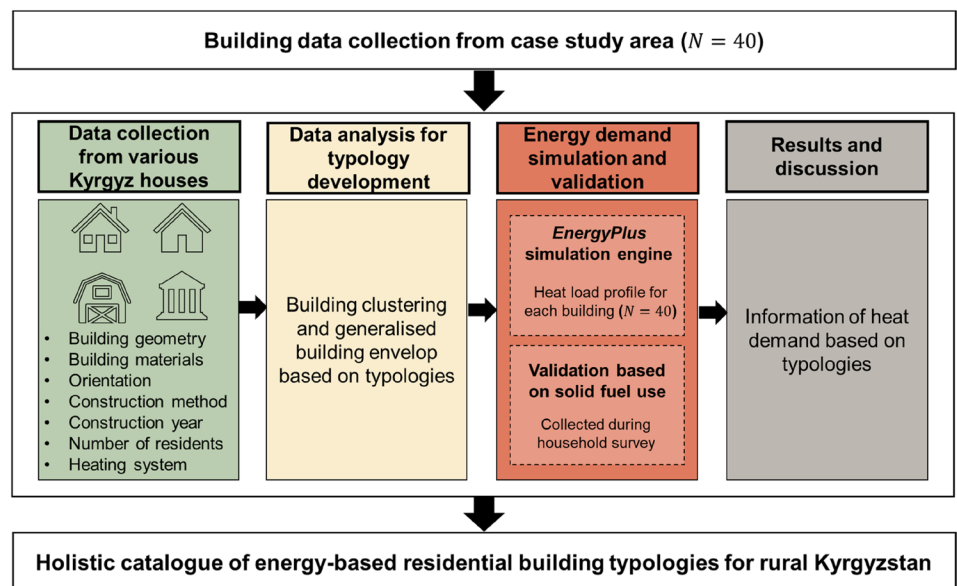 Building data collection from case study area (N = 40)
Data collection
from various
Kyrgyz houses
• Building geometry
• Building materials
• Orientation
• Construction method
• Construction year
• Number of residents
• Heating system
Data analysis for
typology
development
Building clustering
and generalised
building envelop
based on typologies
Energy demand
simulation and
validation
EnergyPlus
simulation engine
Heat load profile for
each building (N = 40)
Validation based
on solid fuel use
Collected during
household survey
Results and
discussion
Information of heat
demand based on
typologies
Holistic catalogue of energy-based residential building typologies for rural Kyrgyzstan